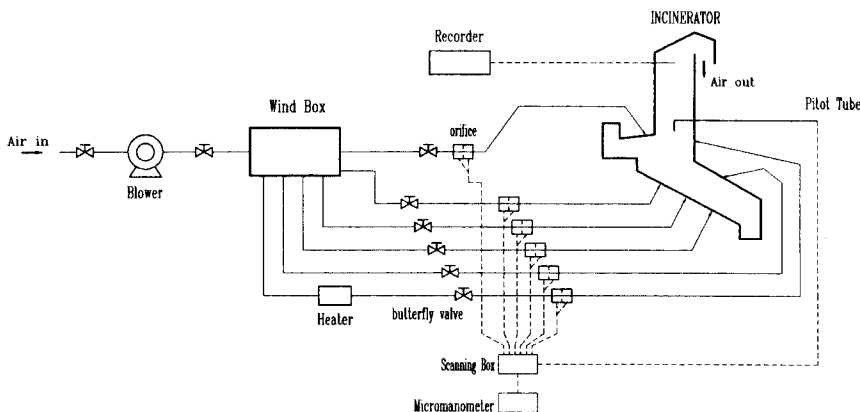 INCINERATOR
Recorder
Air out
Pitot Tube
Wind Box
orifice
Air in
Blower
Heater
butterfly valve
Scanning Box
Micromanometer